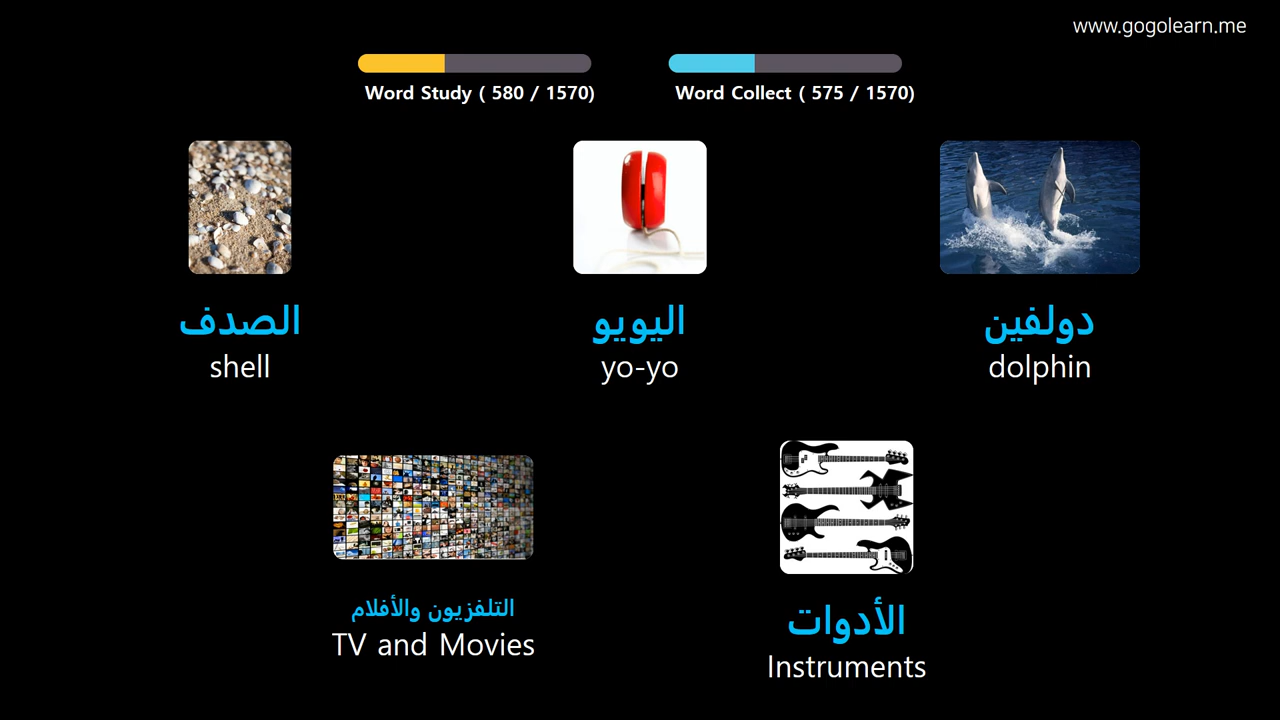 www.gogolearn.me
Word Study ( 580 / 1570)
Word Collect ( 575 / 1570)
الصدف
shell
اليويو
yo-yo
دولفين
dolphin
التلفزيون والأفلام
TV and Movies
الأدوات
Instruments